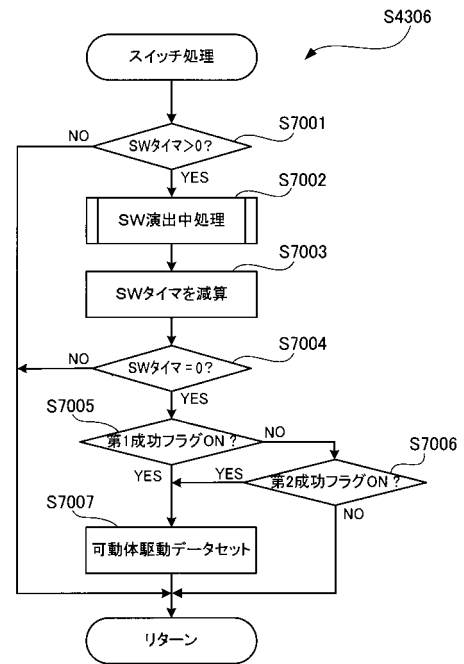 S4306
スイッチ処理
NO
S7001
SWタイマ>0?
YES
S7002
SW演出中処理
S7003
SWタイマを減算
NO
S7004
SWタイマ=0?
YES
S7005
第1成功フラグON?
NO
S7006
YES
YES
第2成功フラグON?
S7007
NO
可動体駆動データセット
リターン